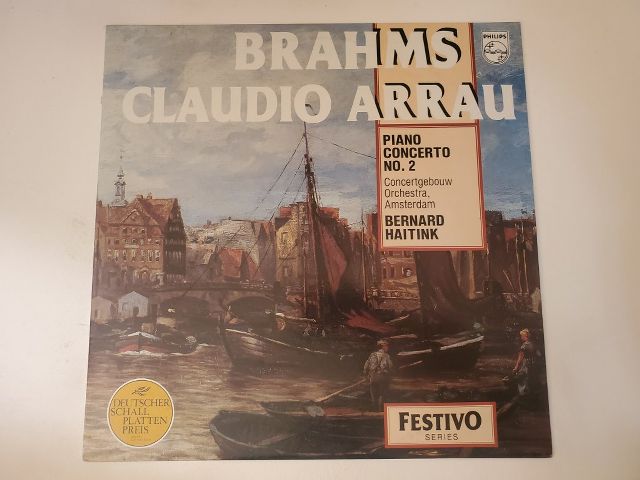 BRAHMS
PHILIPS
CLAUDIO ARRAU
PIANO
CONCERTO
NO. 2
Concertgebouw
Orchestra,
Amsterdam
BERNARD
HAITINK
DEUTSCHER
SCHALL
PLATTEN
PREIS
FESTIVO
SERIES